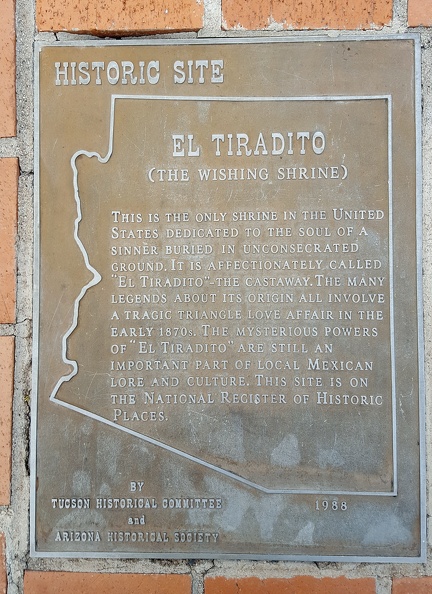 HISTORIC SITE
EL TIRADITO
(THE WISHING SHRINE)
THIS IS THE ONLY SHRINE IN THE UNITED
STATES DEDICATED TO THE SOUL OF A
SINNER BURIED IN UNCONSECRATED
GROUND. IT IS AFFECTIONATELY CALLED
"EL TIRADITO"-THE CASTAWAY. THE MANY
LEGENDS ABOUT ITS ORIGIN ALL INVOLVE
A TRAGIC TRIANGLE LOVE AFFAIR IN THE
EARLY 1870s. THE MYSTERIOUS POWERS
OF "EL TIRADITO" ARE STILL AN
IMPORTANT PART OF LOCAL MEXICAN
LORE AND CULTURE. THIS SITE IS ON
THE NATIONAL REGISTER OF HISTORIC
PLACES.
BY
TUCSON HISTORICAL COMMITTEE
and
ARIZONA HISTORICAL SOCIETY
1988